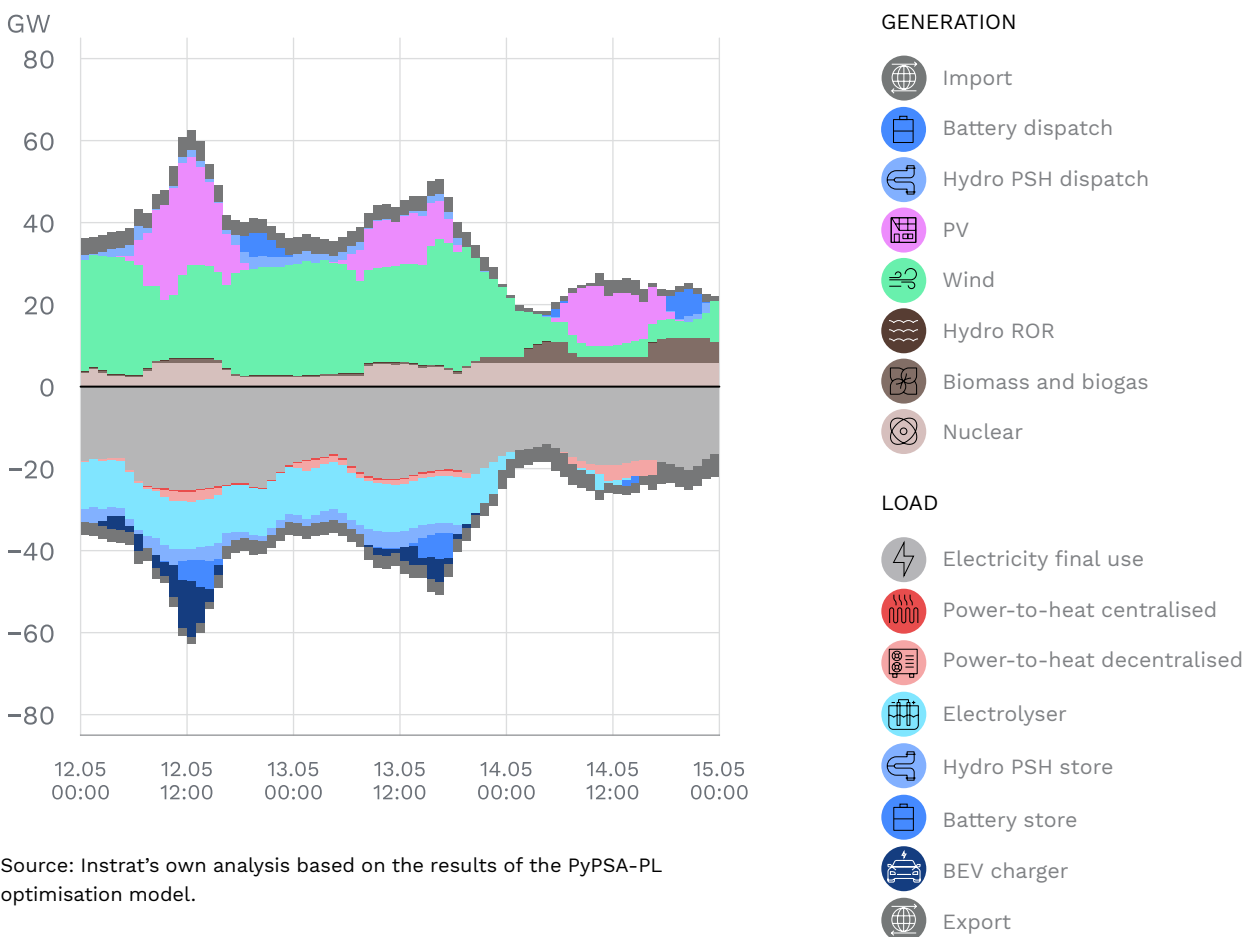 GW
80
60
40
20
0
−20
−40
−60
−80
12.05 12.05 13.05 13.05 14.05 14.05 15.05
00:00 12:00 00:00 12:00 00:00 12:00 00:00
Source: Instrat’s own analysis based on the results of the PyPSA-PL
optimisation model.
GENERATION
Import
Battery dispatch
Hydro PSH dispatch
PV
Wind
Hydro ROR
Biomass and biogas
Nuclear
LOAD
Electricity final use
Power-to-heat centralised
Power-to-heat decentralised
Electrolyser
Hydro PSH store
Battery store
BEV charger
Export